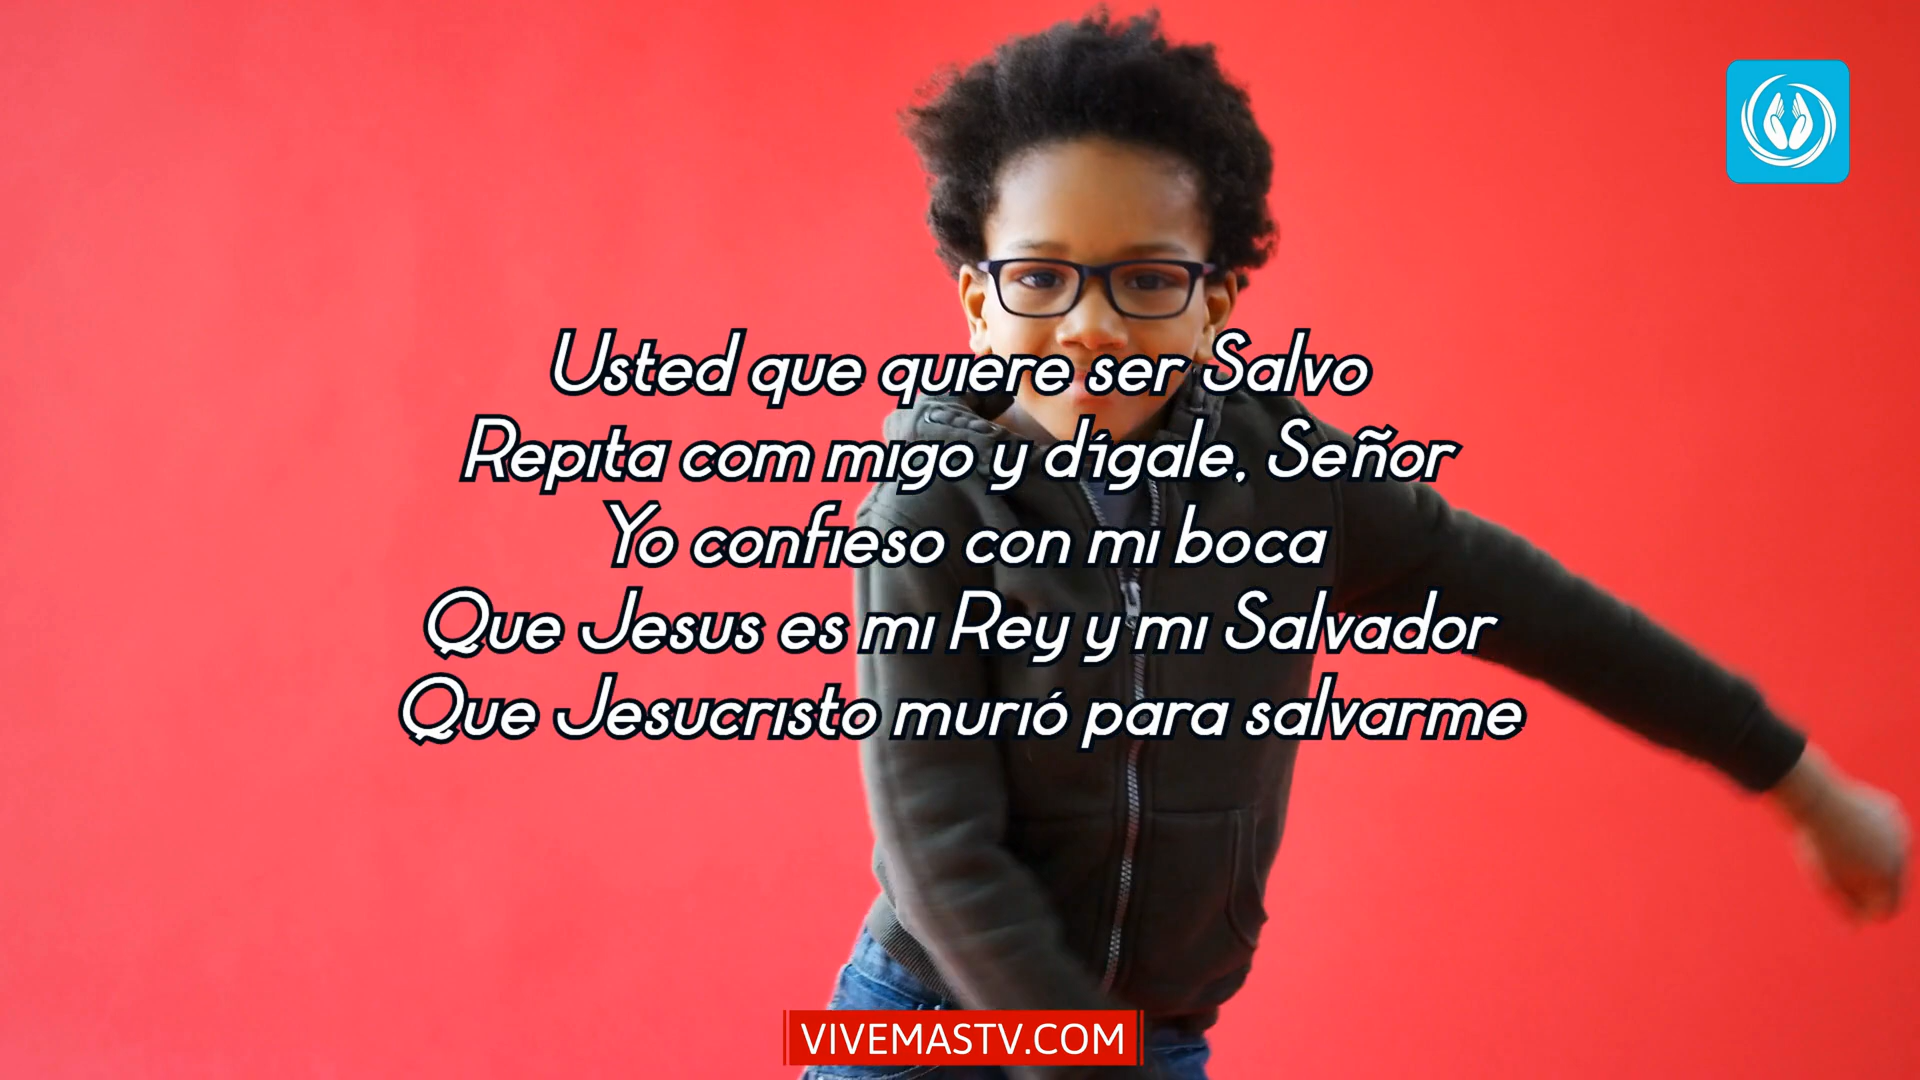 Usted que quiere ser Salvo
Repita com migo y dígale, Señor
Yo confieso con mi boca
Que Jesus es mi Rey y mi Salvador
Que Jesucristo murió para salvarme
VIVEMASTV.COM